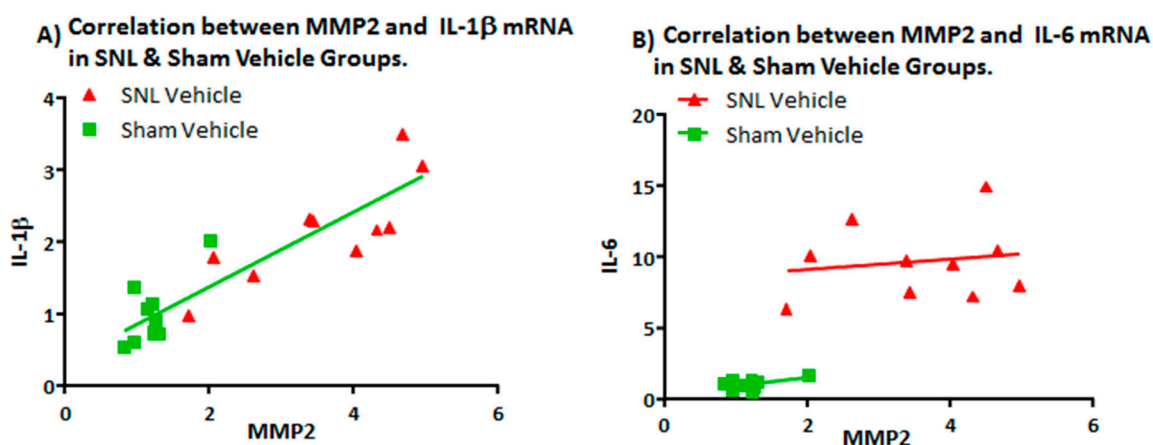 A) Correlation between MMP2 and IL-1β mRNA
in SNL & Sham Vehicle Groups.
SNL Vehicle
Sham Vehicle
4
3
2
1
0
IL-1β
0 2 4 6
MMP2
B) Correlation between MMP2 and IL-6 mRNA
in SNL & Sham Vehicle Groups.
SNL Vehicle
Sham Vehicle
20
15
10
5
0
IL-6
0 2 4 6
MMP2